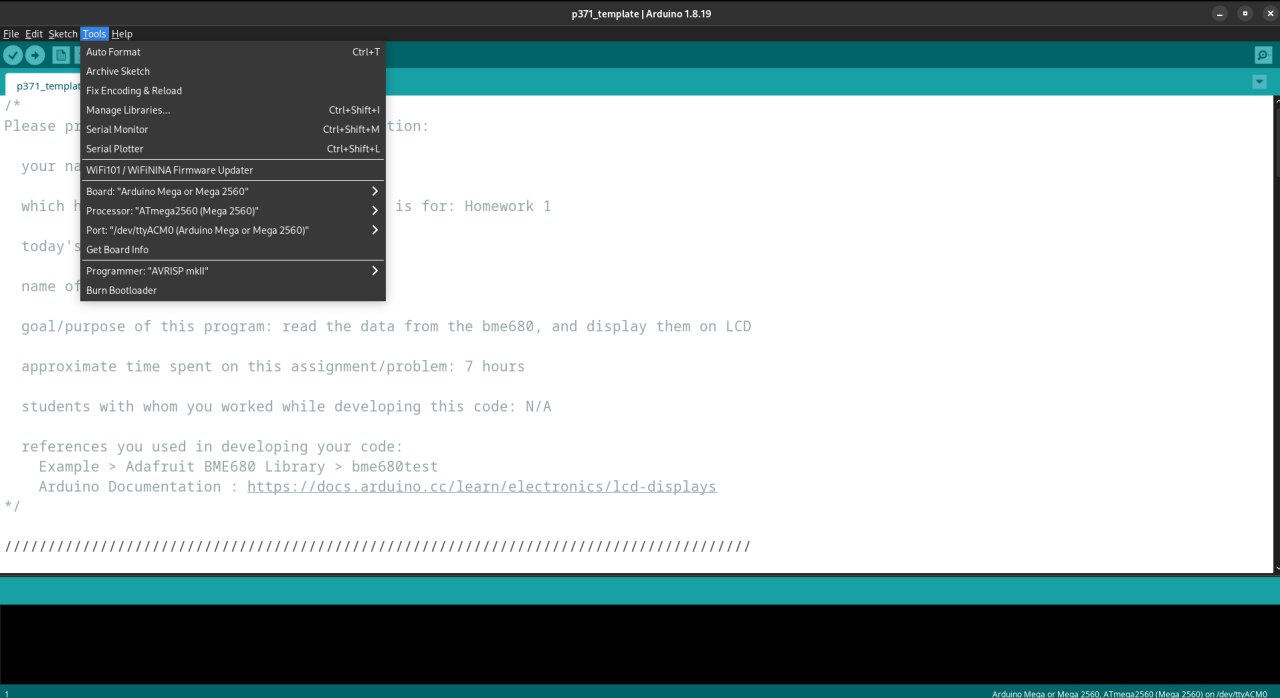 p371_template | Arduino 1.8.19
File Edit Sketch Tools Help
Auto Format Ctrl+T
Archive Sketch
Fix Encoding & Reload
Manage Libraries... Ctrl+Shift+I
Serial Monitor Ctrl+Shift+M
Serial Plotter Ctrl+Shift+L
WiFi101 / WiFiNINA Firmware Updater
Board: "Arduino Mega or Mega 2560"
Processor: "ATmega2560 (Mega 2560)"
Port: "/dev/ttyACM0 (Arduino Mega or Mega 2560)"
Get Board Info
Programmer: "AVRISP mkII"
Burn Bootloader
p371_templat
/*
Please pr tion:
your na
which h is for: Homework 1
today's
name of
goal/purpose of this program: read the data from the bme680, and display them on LCD
approximate time spent on this assignment/problem: 7 hours
students with whom you worked while developing this code: N/A
references you used in developing your code:
Example > Adafruit BME680 Library > bme680test
Arduino Documentation : https://docs.arduino.cc/learn/electronics/lcd-displays
*/
//////////////////////////////////////////////////////////////////////////////////////
1 Arduino Mega or Mega 2560, ATmega2560 (Mega 2560) on /dev/ttyACM0